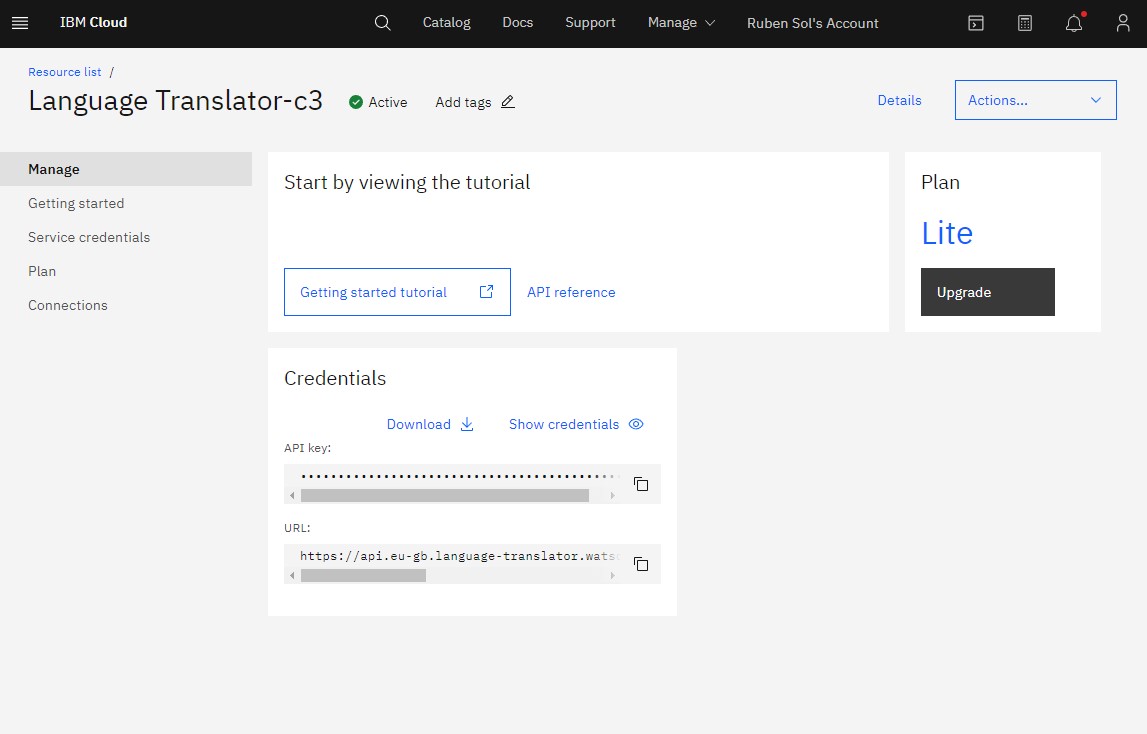 IBM Cloud
Catalog
Docs
Support
Manage
Ruben Sol's Account
Resource list /
Language Translator-c3
Active
Add tags
Details
Actions...
Manage
Getting started
Service credentials
Plan
Connections
Start by viewing the tutorial
Getting started tutorial
API reference
Plan
Lite
Upgrade
Credentials
Download
Show credentials
API key:
••••••••••••••••••••••••••••••••••••••••••••
URL:
https://api.eu-gb.language-translator.wats